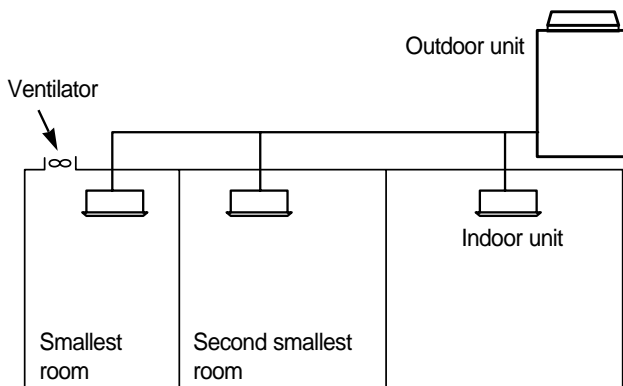 Outdoor unit
Ventilator
Indoor unit
Smallest
room
Second smallest
room